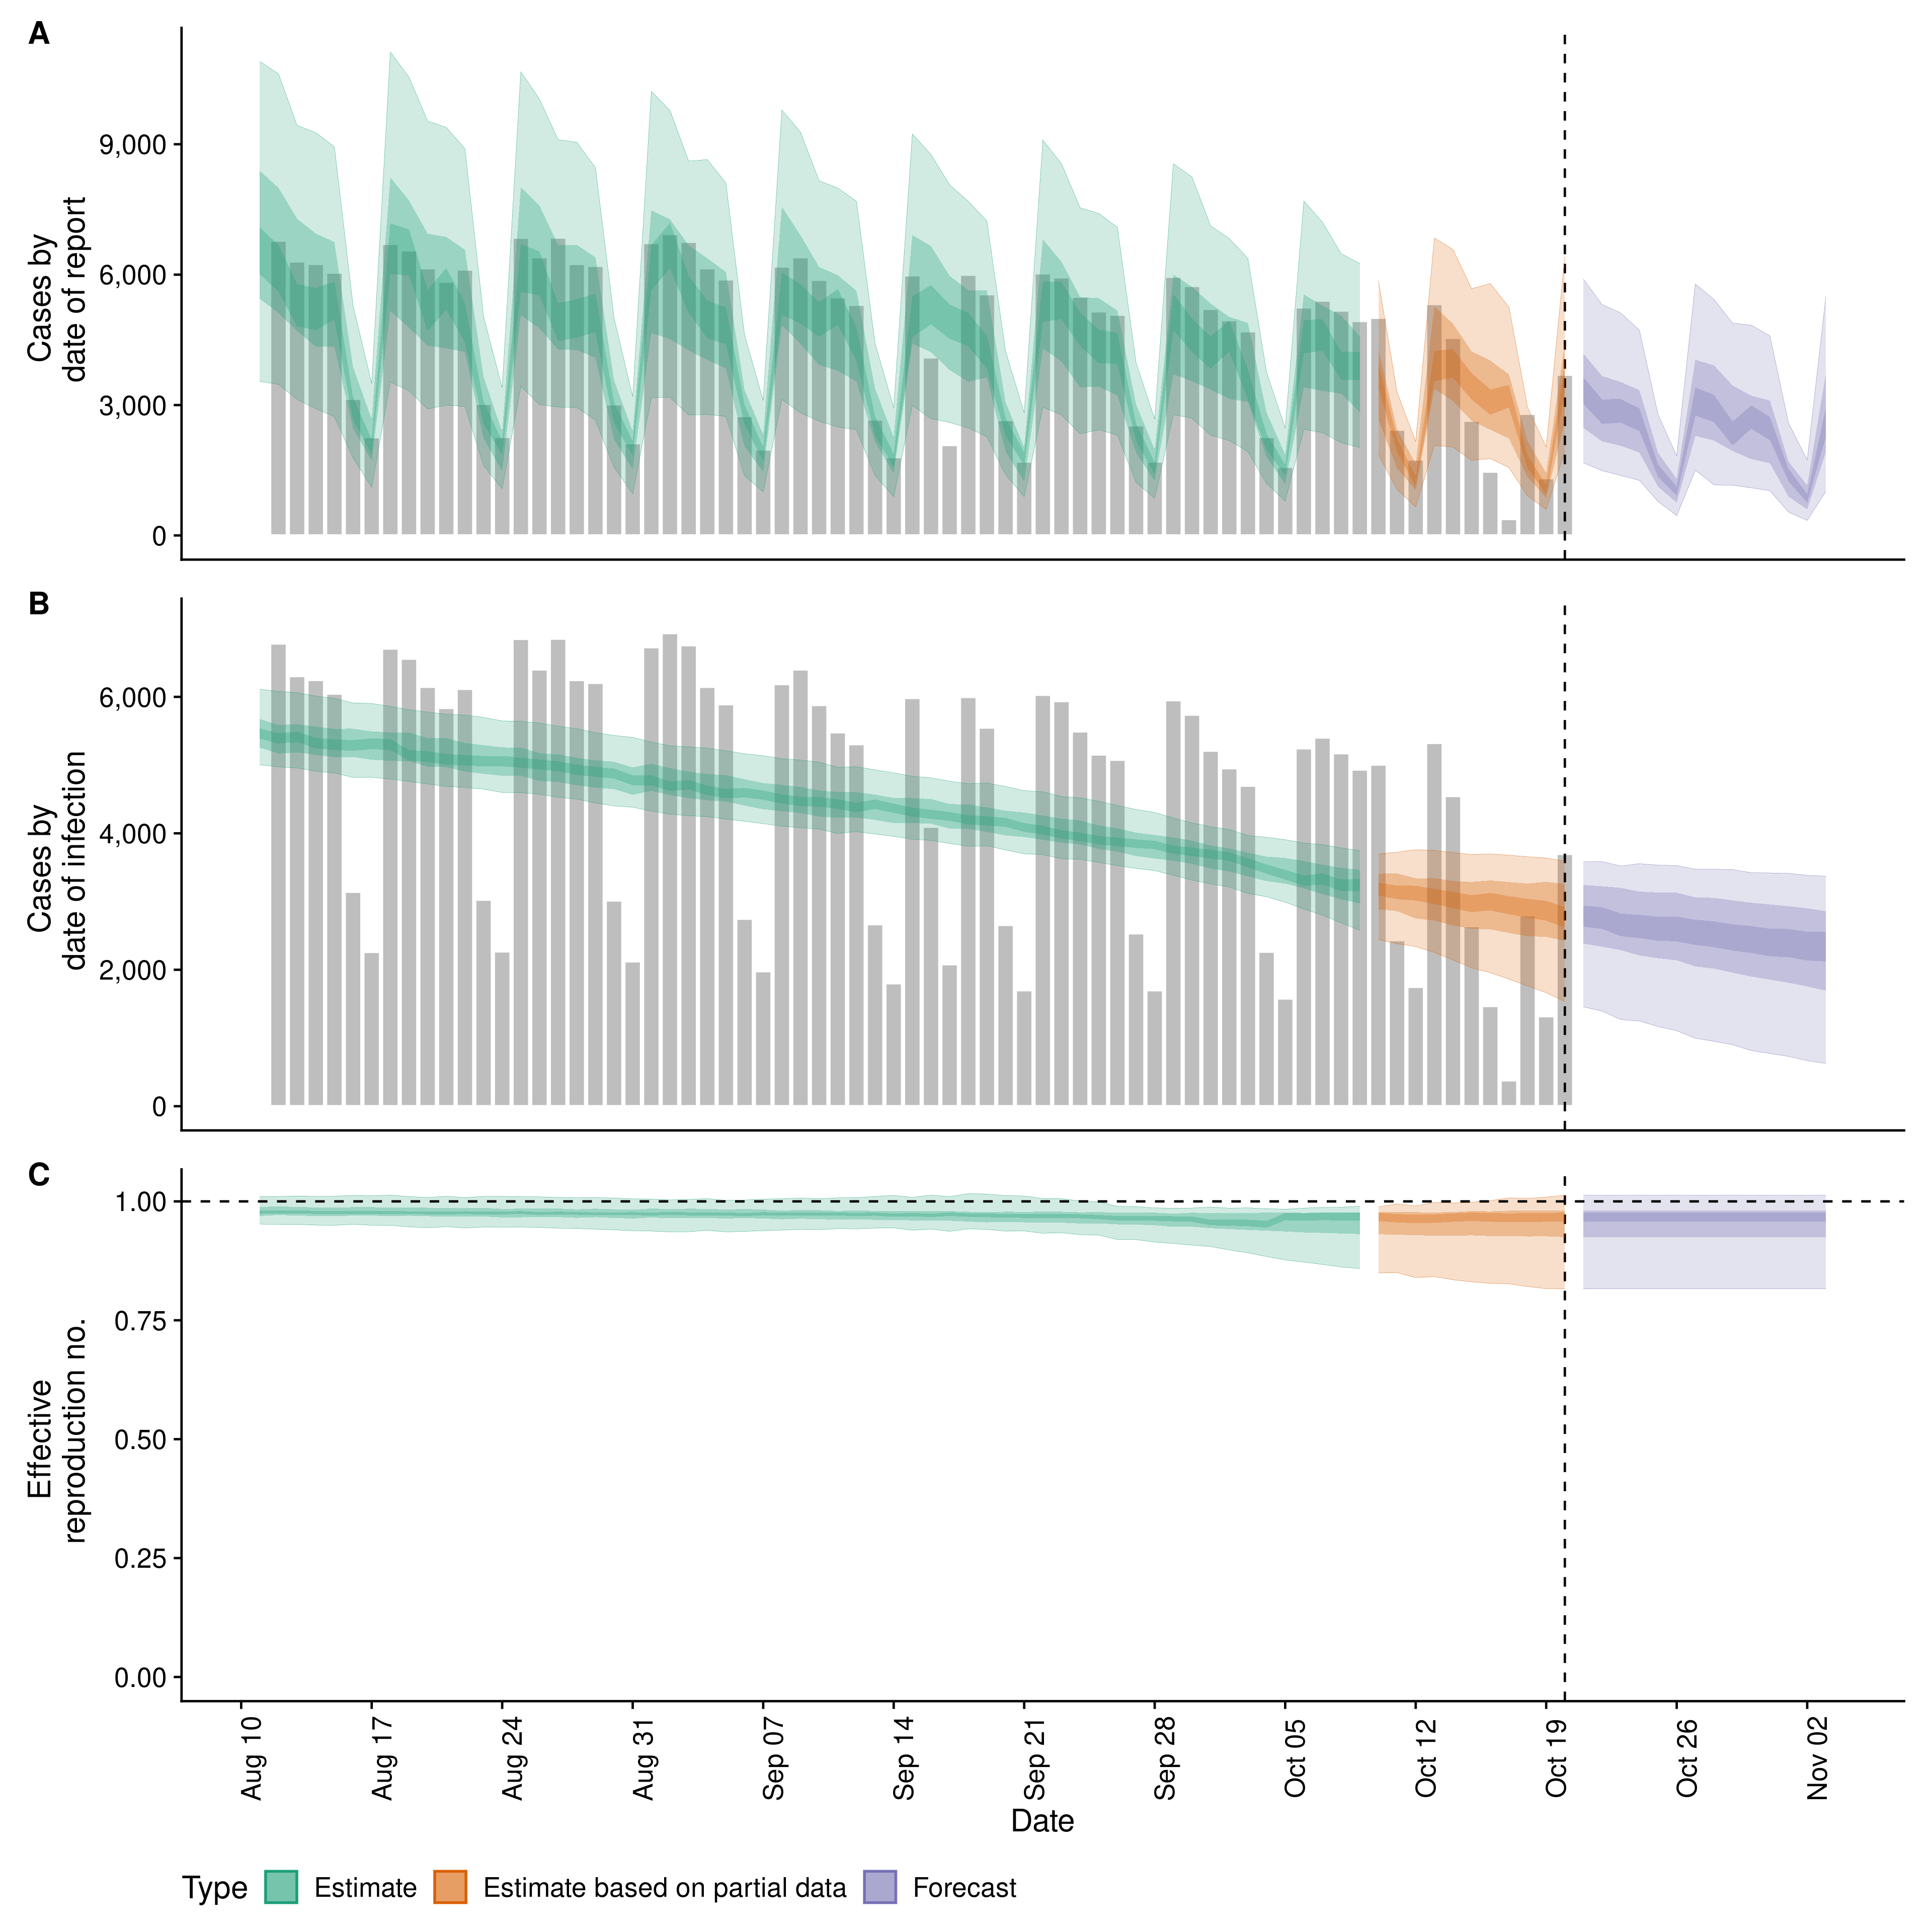 A
Cases by
date of report
9,000
6,000
3,000
0
B
Cases by
date of infection
6,000
4,000
2,000
0
C
Effective
reproduction no.
1.00
0.75
0.50
0.25
0.00
Aug 10
Aug 17
Aug 24
Aug 31
Sep 07
Sep 14
Sep 21
Sep 28
Oct 05
Oct 12
Oct 19
Oct 26
Nov 02
Date
Type Estimate Estimate based on partial data Forecast